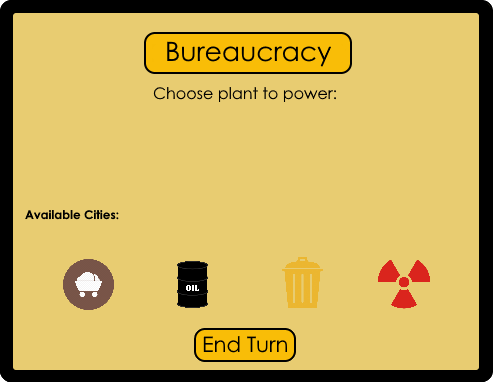 Bureaucracy
Choose plant to power:
Available Cities:
OIL
End Turn